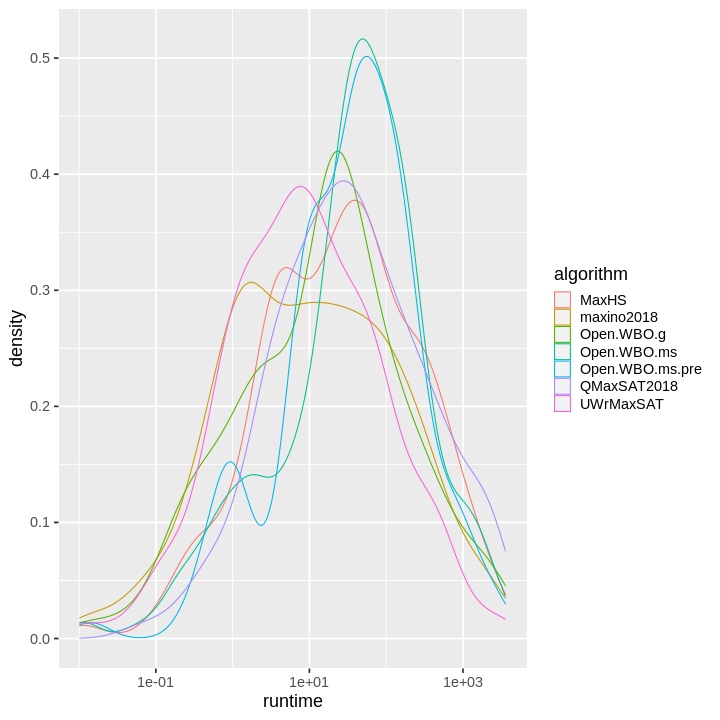 0.5
0.4
0.3
0.2
0.1
0.0
density
1e-01
1e+01
1e+03
runtime
algorithm
MaxHS
maxino2018
Open.WBO.g
Open.WBO.ms
Open.WBO.ms.pre
QMaxSAT2018
UWrMaxSAT